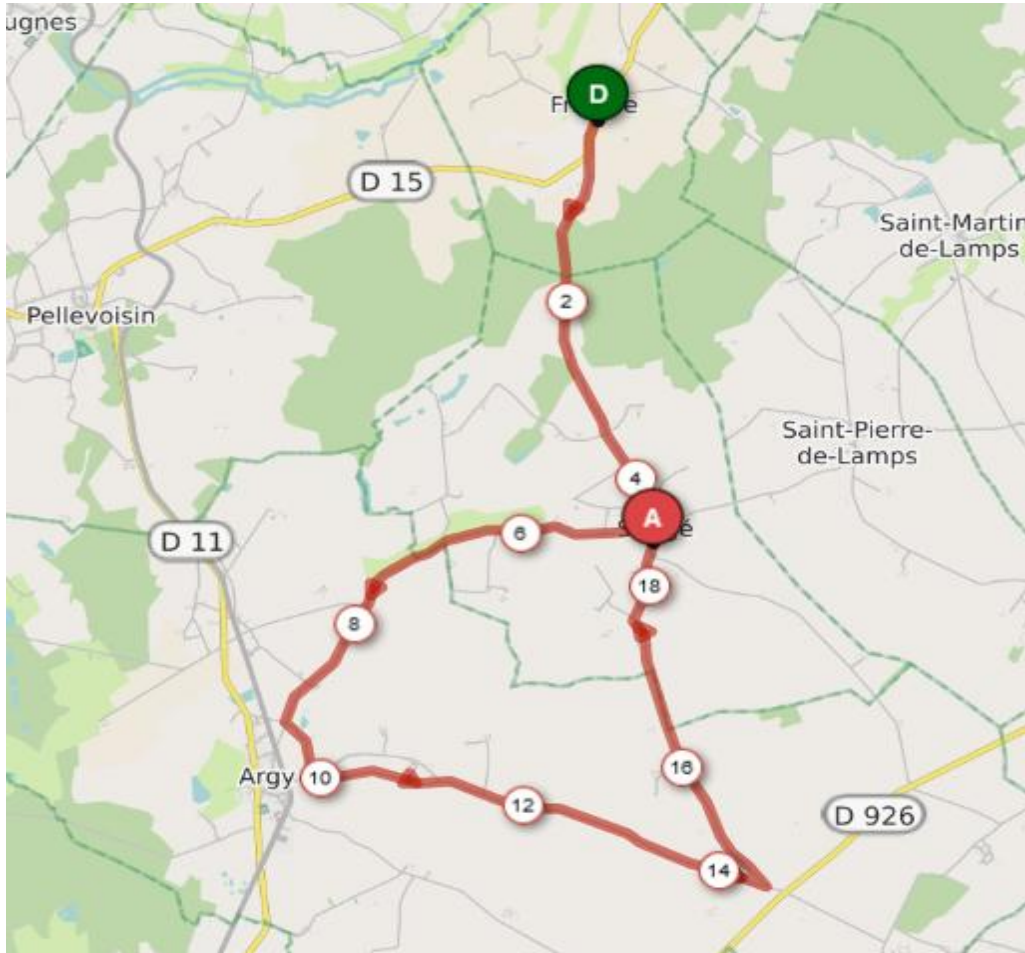 ugnes
D
D 15
Saint-Martin
de-Lamps
2
Pellevoisin
Saint-Pierre-
de-Lamps
4
A
D 11
6
18
8
16
Argy
10
12
D 926
14